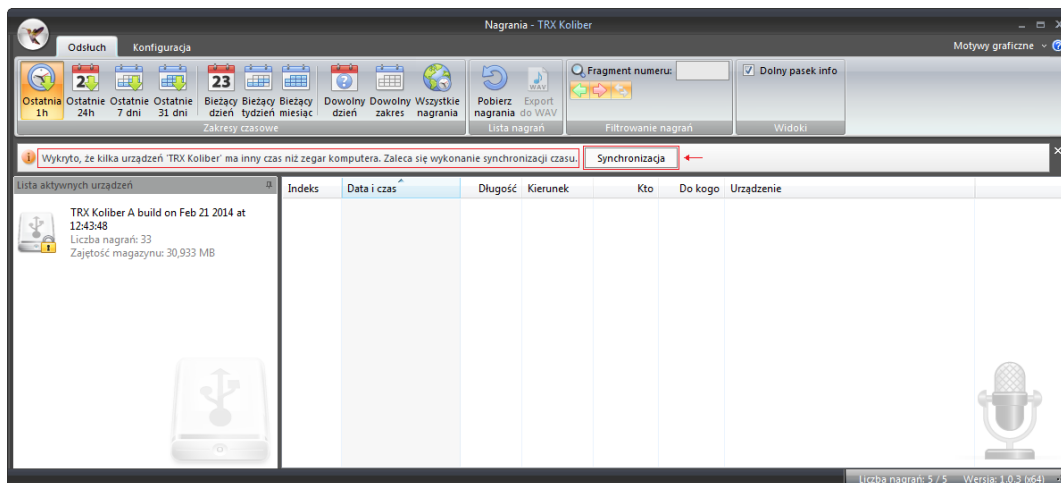 Nagrania - TRX Koliber
Odsłuch Konfiguracja Motywy graficzne
Ostatnia 1h
Ostatnie 24h
Ostatnie 7 dni
Ostatnie 31 dni
23
Bieżący dzień
Bieżący tydzień
Bieżący miesiąc
Dowolny dzień
Dowolny zakres
Wszystkie nagrania
Zakresy czasowe
Pobierz nagrania
WAV
Export do WAV
Lista nagrań
Fragment numeru:
Filtrowanie nagrań
Dolny pasek info
Widoki
Wykryto, że kilka urządzeń 'TRX Koliber' ma inny czas niż zegar komputera. Zaleca się wykonanie synchronizacji czasu. Synchronizacja
Lista aktywnych urządzeń
Indeks Data i czas Długość Kierunek Kto Do kogo Urządzenie
TRX Koliber A build on Feb 21 2014 at
12:43:48
Liczba nagrań: 33
Zajętość magazynu: 30,933 MB
1
Liczba nagrań: 5 / 5 Wersja: 1.0.3 (x64)